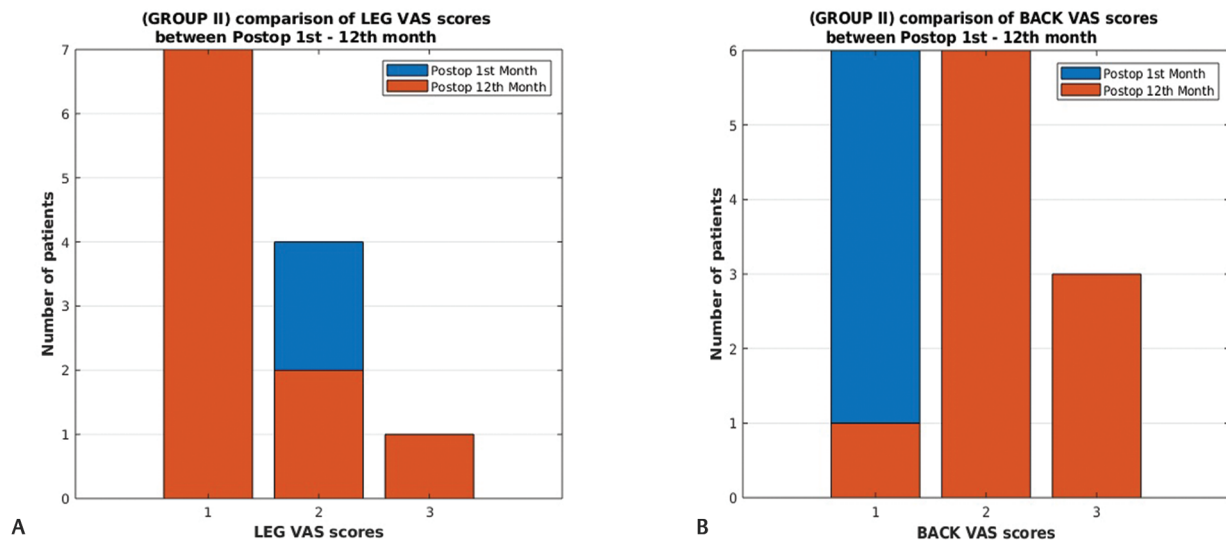 (GROUP II) comparison of LEG VAS scores
between Postop 1st - 12th month
Number of patients
7
6
5
4
3
2
1
0
Postop 1st Month
Postop 12th Month
1 2 3
LEG VAS scores
A
(GROUP II) comparison of BACK VAS scores
between Postop 1st - 12th month
Number of patients
6
5
4
3
2
1
0
Postop 1st Month
Postop 12th Month
1 2 3
BACK VAS scores
B